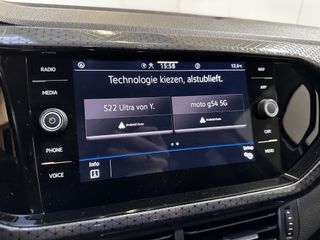 RADIO
MEDIA
PHONE
VOICE
15:58
12.6°C
Technologie kiezen, alstublieft.
S22 Ultra von Y.
moto g54 5G
Android Auto
Android Auto
Info
Setup
NAV
APP
CAR
MENU